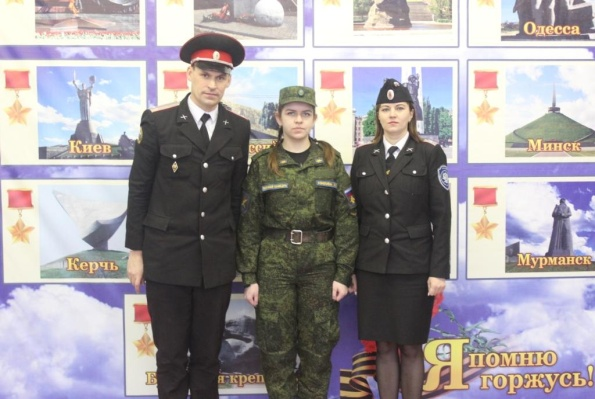 Одесса
Киев
Минск
Керчь
Мурманск
Я помню
горжусь!